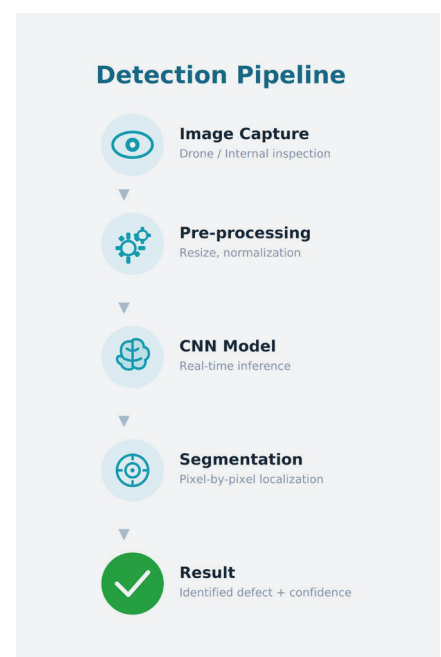 Detection Pipeline
Image Capture
Drone / Internal inspection
Pre-processing
Resize, normalization
CNN Model
Real-time inference
Segmentation
Pixel-by-pixel localization
Result
Identified defect + confidence